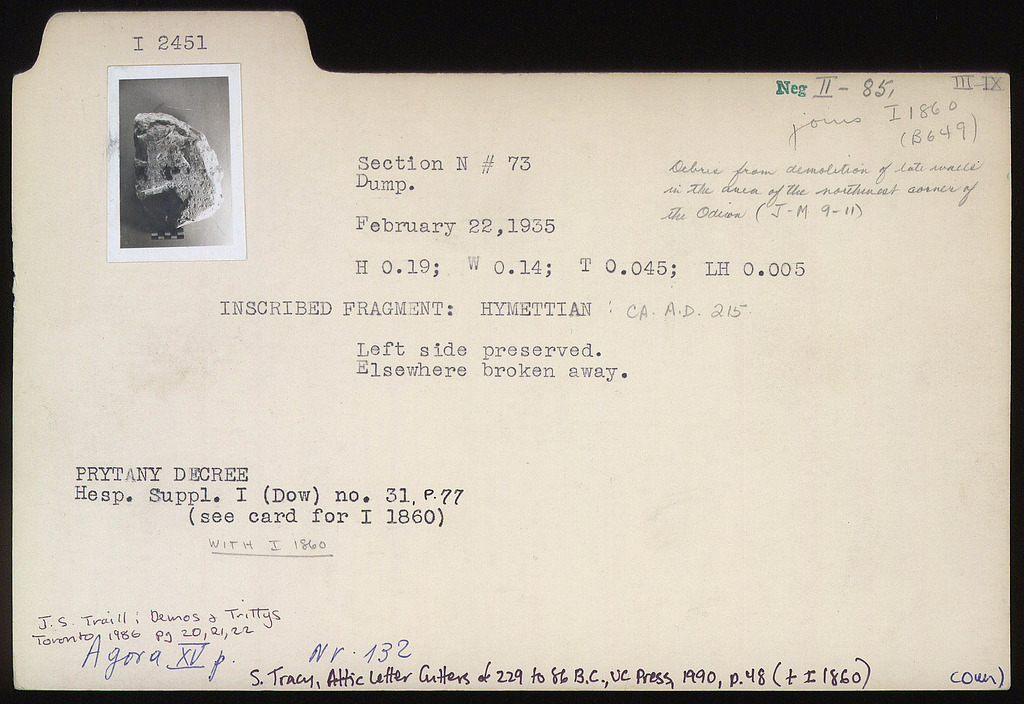 I 2451
Neg II - 85,
III-IX
joins I 1860
(B649)
Section N # 73
Dump.
Debris from demolition of late walls
in the area of the northwest corner of
the Odeion (J-M 9-11)
February 22,1935
H 0.19; W 0.14; T 0.045; LH 0.005
INSCRIBED FRAGMENT: HYMETTIAN : CA. A.D. 215
Left side preserved.
Elsewhere broken away.
PRYTANY DECREE
Hesp. Suppl. I (Dow) no. 31, P.77
(see card for I 1860)
WITH I 1860
J.S. Traill: Demos & Trittys
Toronto, 1986 pg 20,21,22
Agora XV p. Nr. 132
S. Tracy, Attic Letter Cutters of 229 to 86 B.C., UC Press, 1990, p.48 (+ I 1860)
(over)